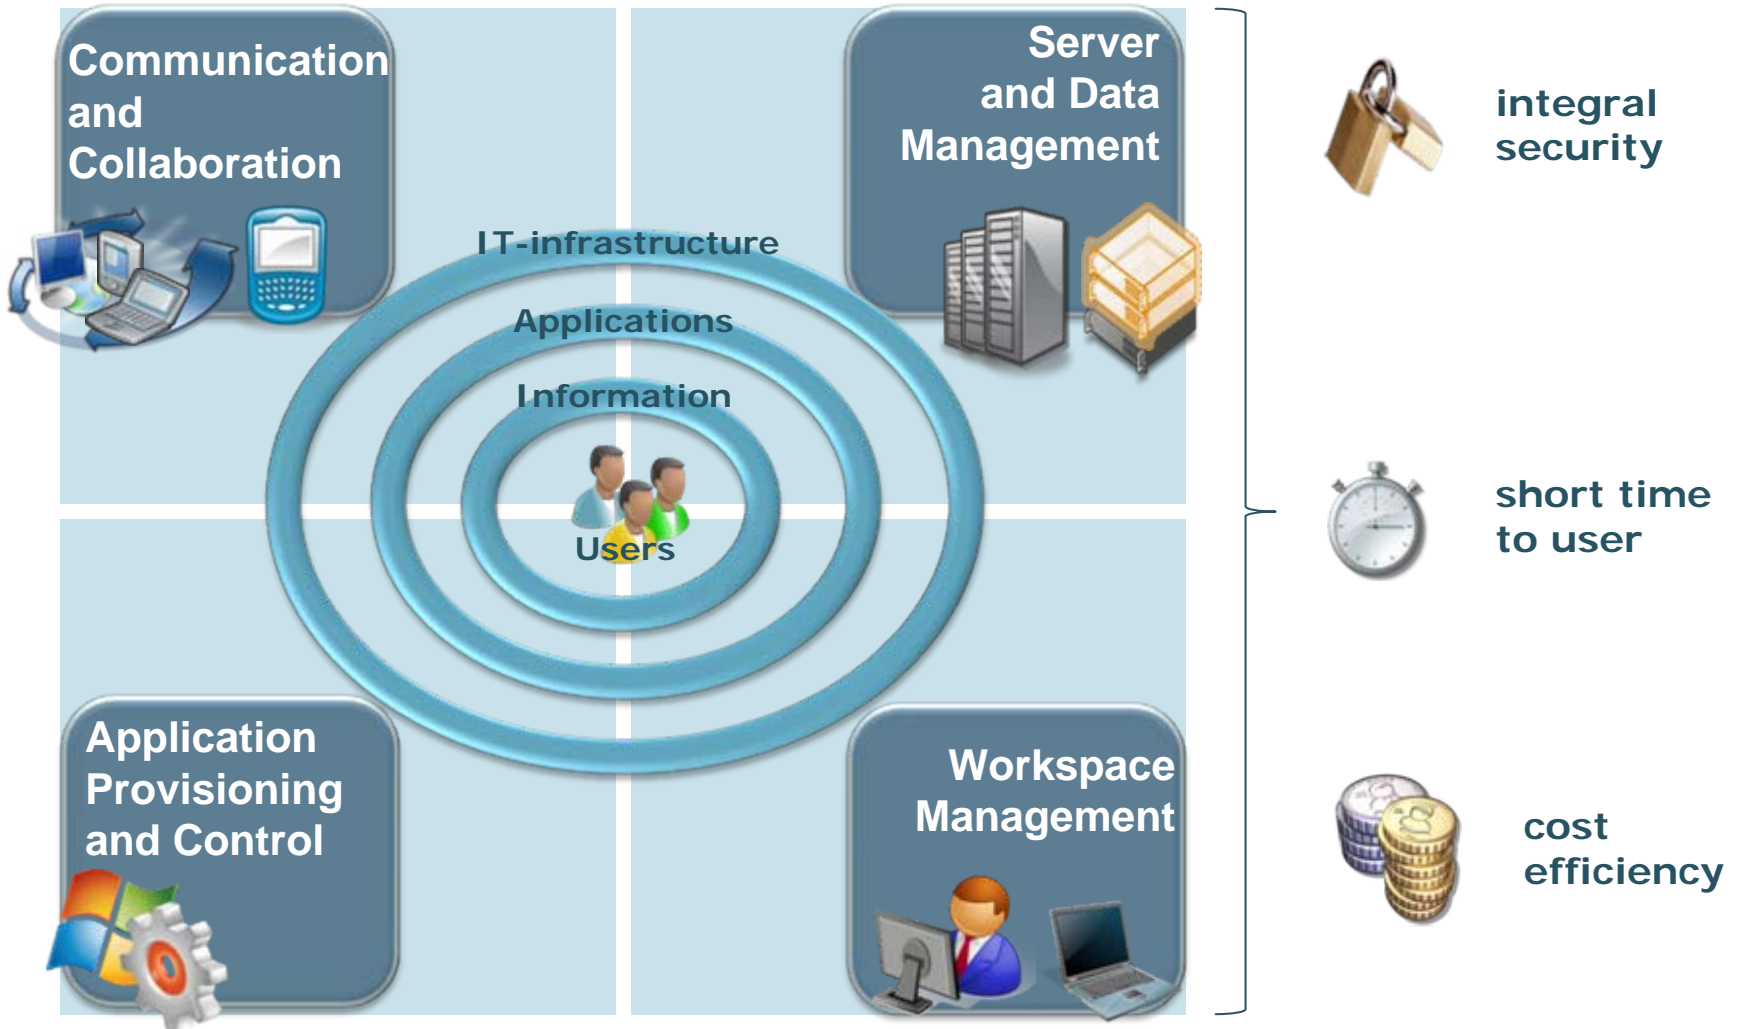 Communication
and
Collaboration
Server
and Data
Management
IT-infrastructure
Applications
Information
Users
Application
Provisioning
and Control
Workspace
Management
integral
security
short time
to user
cost
efficiency